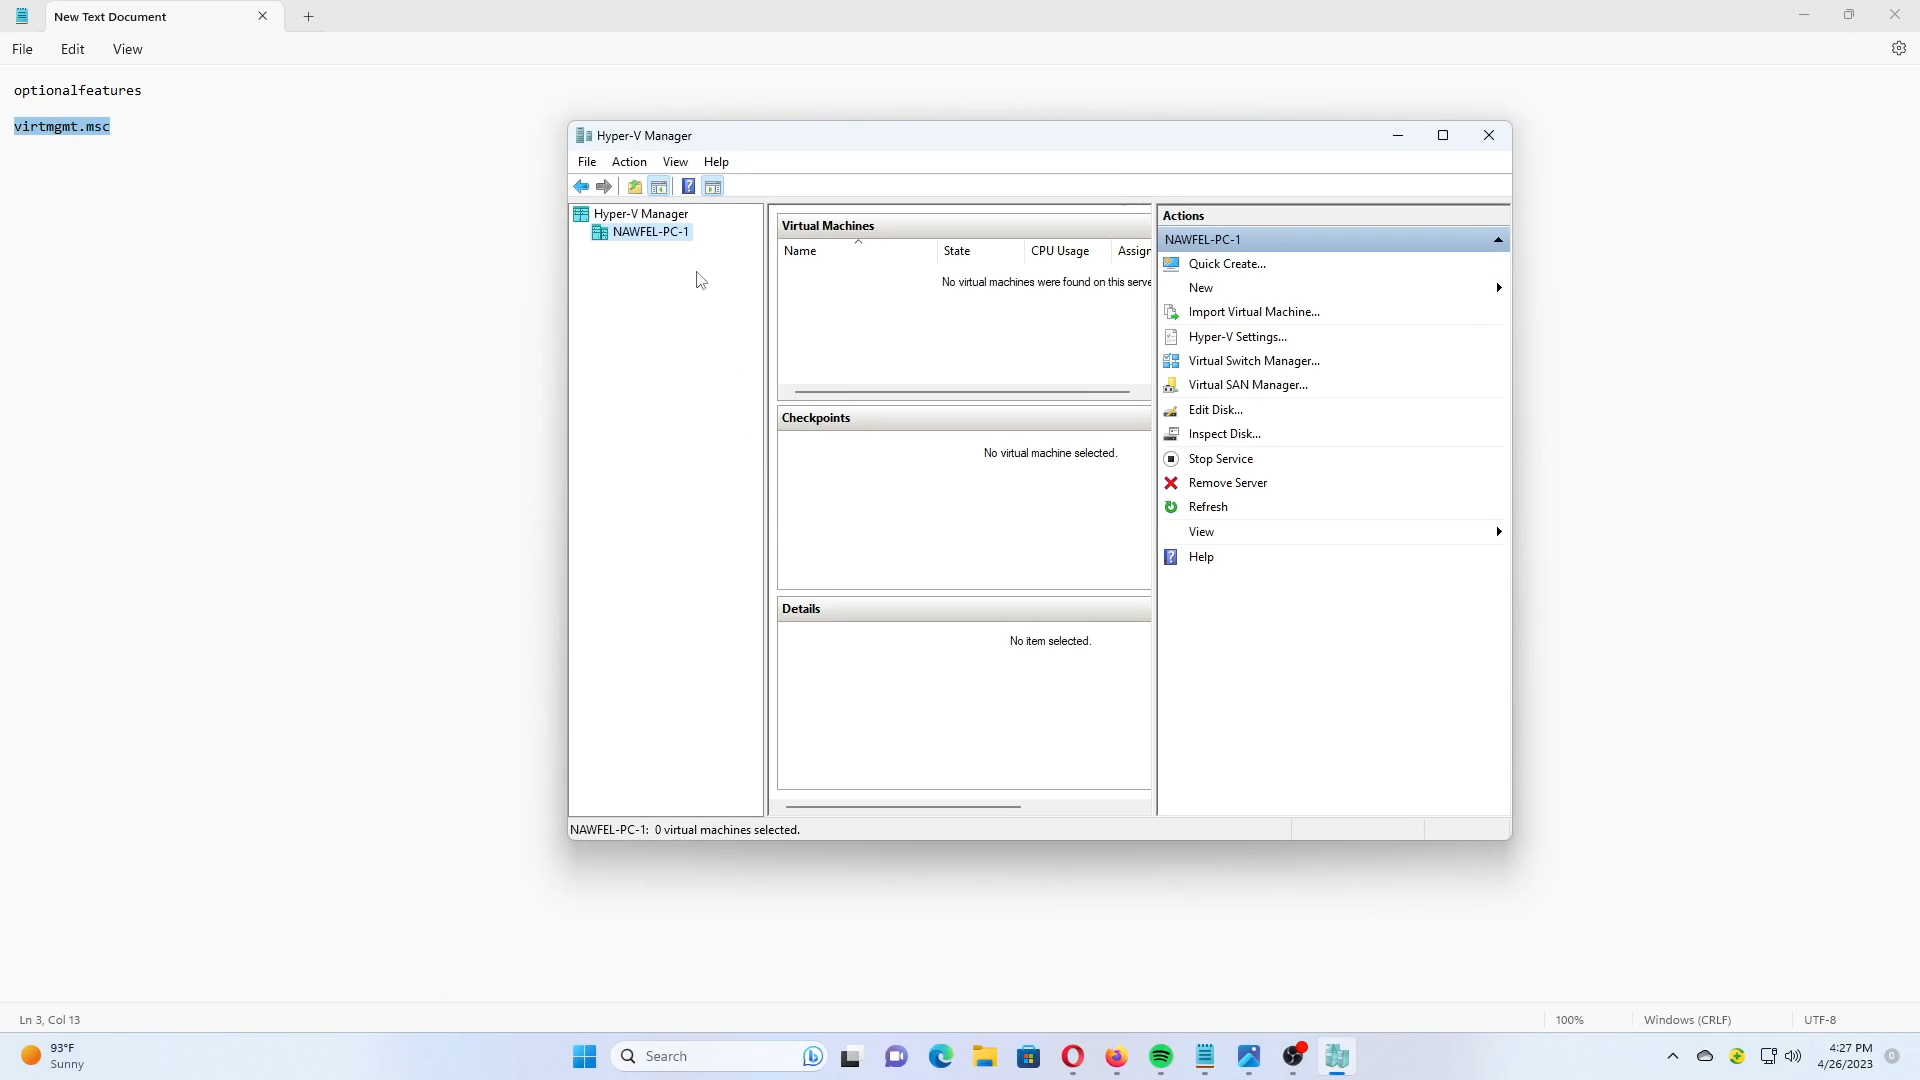 New Text Document
File Edit View
optionalfeatures
virtmgmt.msc
Hyper-V Manager
File Action View Help
Hyper-V Manager
NAWFEL-PC-1
Virtual Machines
Name State CPU Usage Assigr
No virtual machines were found on this serve
Checkpoints
No virtual machine selected.
Details
No item selected.
Actions
NAWFEL-PC-1
Quick Create...
New
Import Virtual Machine...
Hyper-V Settings...
Virtual Switch Manager...
Virtual SAN Manager...
Edit Disk...
Inspect Disk...
Stop Service
Remove Server
Refresh
View
Help
NAWFEL-PC-1: 0 virtual machines selected.
Ln 3, Col 13
100%
Windows (CRLF)
UTF-8
93°F
Sunny
Search
4:27 PM
4/26/2023
0